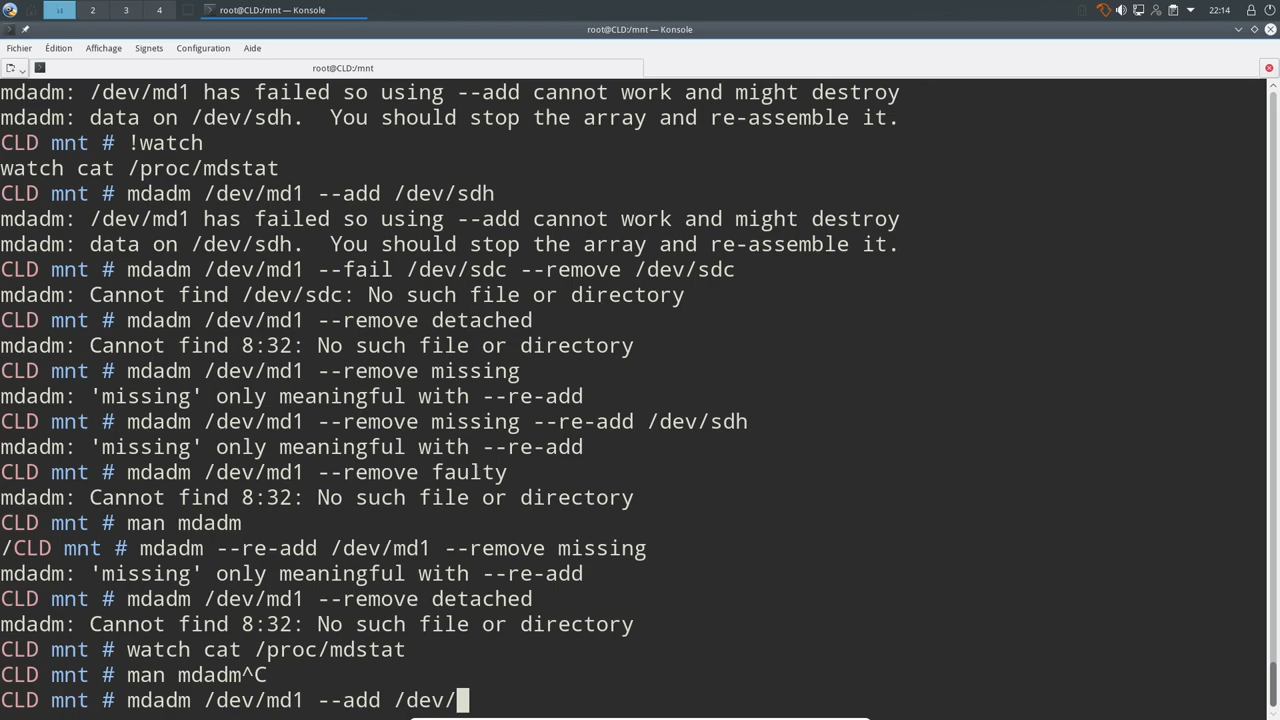 2
3
4
root@CLD:/mnt — Konsole
22:14
root@CLD:/mnt — Konsole
Fichier Édition Affichage Signets Configuration Aide
root@CLD:/mnt
mdadm: /dev/md1 has failed so using --add cannot work and might destroy
mdadm: data on /dev/sdh.  You should stop the array and re-assemble it.
CLD mnt # !watch
watch cat /proc/mdstat
CLD mnt # mdadm /dev/md1 --add /dev/sdh
mdadm: /dev/md1 has failed so using --add cannot work and might destroy
mdadm: data on /dev/sdh.  You should stop the array and re-assemble it.
CLD mnt # mdadm /dev/md1 --fail /dev/sdc --remove /dev/sdc
mdadm: Cannot find /dev/sdc: No such file or directory
CLD mnt # mdadm /dev/md1 --remove detached
mdadm: Cannot find 8:32: No such file or directory
CLD mnt # mdadm /dev/md1 --remove missing
mdadm: 'missing' only meaningful with --re-add
CLD mnt # mdadm /dev/md1 --remove missing --re-add /dev/sdh
mdadm: 'missing' only meaningful with --re-add
CLD mnt # mdadm /dev/md1 --remove faulty
mdadm: Cannot find 8:32: No such file or directory
CLD mnt # man mdadm
/CLD mnt # mdadm --re-add /dev/md1 --remove missing
mdadm: 'missing' only meaningful with --re-add
CLD mnt # mdadm /dev/md1 --remove detached
mdadm: Cannot find 8:32: No such file or directory
CLD mnt # watch cat /proc/mdstat
CLD mnt # man mdadm^C
CLD mnt # mdadm /dev/md1 --add /dev/